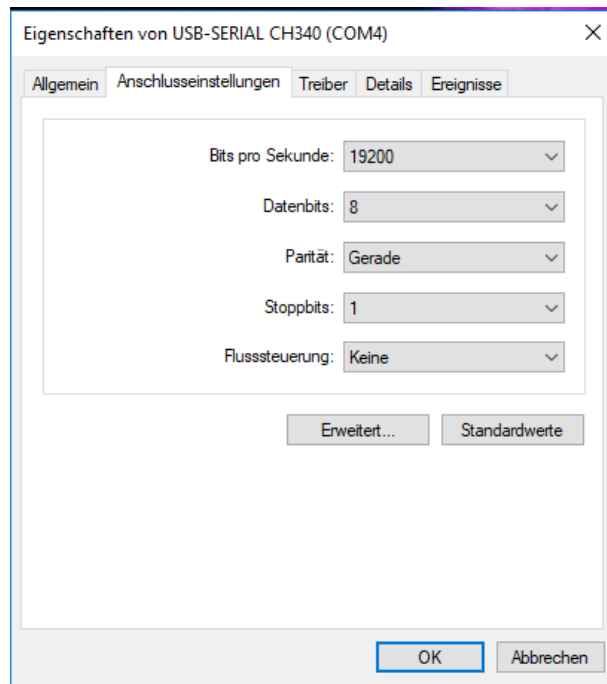 Eigenschaften von USB-SERIAL CH340 (COM4)
Allgemein Anschlusseinstellungen Treiber Details Ereignisse
Bits pro Sekunde: 19200
Datenbits: 8
Parität: Gerade
Stoppbits: 1
Flusssteuerung: Keine
Erweitert... Standardwerte
OK Abbrechen